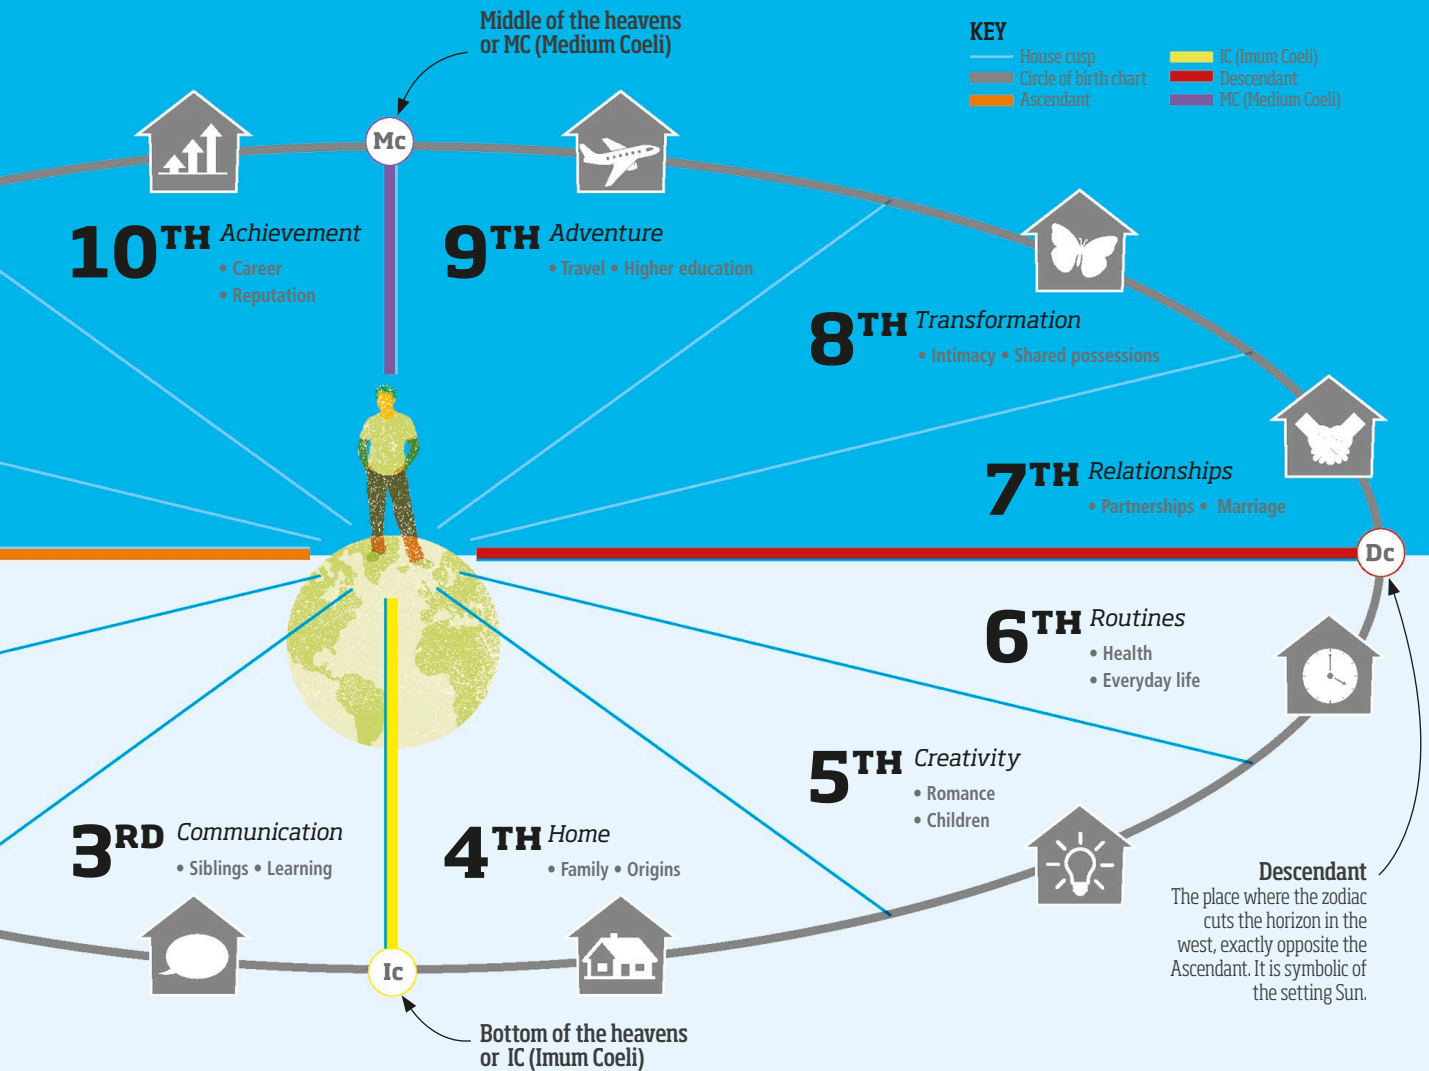 Middle of the heavens
or MC (Medium Coeli)
KEY
House cusp
Circle of birth chart
Ascendant
IC (Imum Coeli)
Descendant
MC (Medium Coeli)
Mc
10TH Achievement
• Career
• Reputation
9TH Adventure
• Travel • Higher education
8TH Transformation
• Intimacy • Shared possessions
7TH Relationships
• Partnerships • Marriage
Dc
6TH Routines
• Health
• Everyday life
5TH Creativity
• Romance
• Children
3RD Communication
• Siblings • Learning
4TH Home
• Family • Origins
Descendant
The place where the zodiac
cuts the horizon in the
west, exactly opposite the
Ascendant. It is symbolic of
the setting Sun.
Ic
Bottom of the heavens
or IC (Imum Coeli)